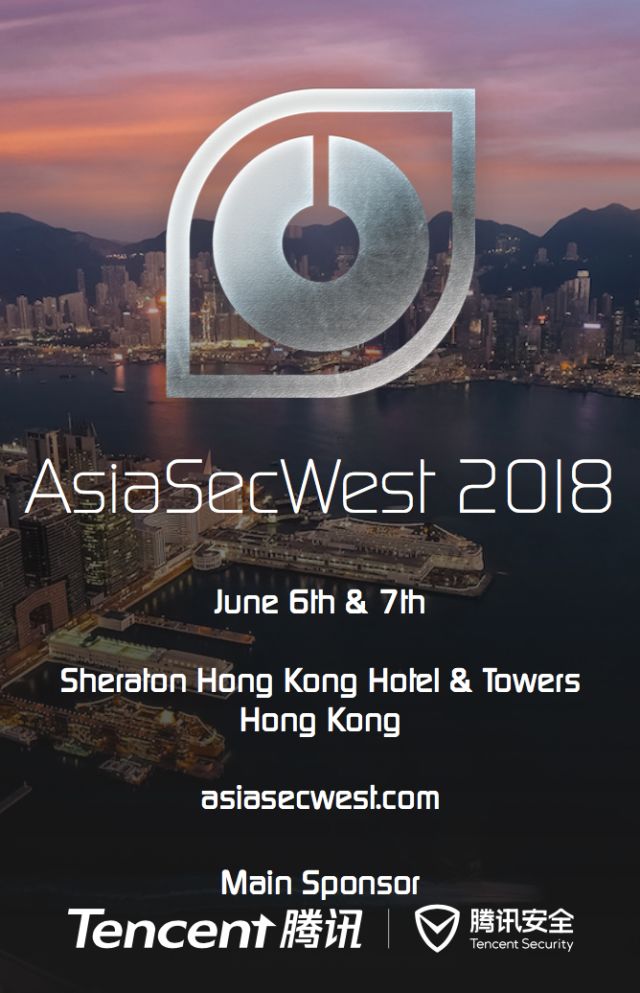 AsiaSecWest 2018
June 6th & 7th
Sheraton Hong Kong Hotel & Towers
Hong Kong
asiasecwest.com
Main Sponsor
Tencent 腾讯
腾讯安全
Tencent Security